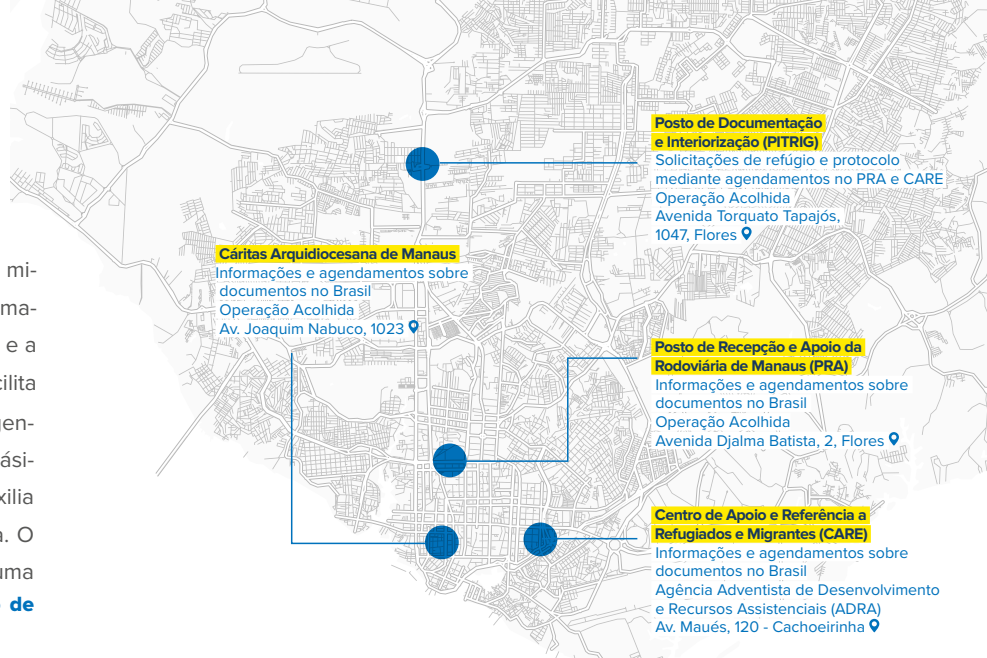 mi-
ma-
e a
cilita
gen-
ási-
xilia
a. O
uma
de
Cáritas Arquidiocesana de Manaus
Informações e agendamentos sobre
documentos no Brasil
Operação Acolhida
Av. Joaquim Nabuco, 1023
Posto de Documentação
e Interiorização (PITRIG)
Solicitações de refúgio e protocolo
mediante agendamentos no PRA e CARE
Operação Acolhida
Avenida Torquato Tapajós,
1047, Flores
Posto de Recepção e Apoio da
Rodoviária de Manaus (PRA)
Informações e agendamentos sobre
documentos no Brasil
Operação Acolhida
Avenida Djalma Batista, 2, Flores
Centro de Apoio e Referência a
Refugiados e Migrantes (CARE)
Informações e agendamentos sobre
documentos no Brasil
Agência Adventista de Desenvolvimento
e Recursos Assistenciais (ADRA)
Av. Maués, 120 - Cachoeirinha